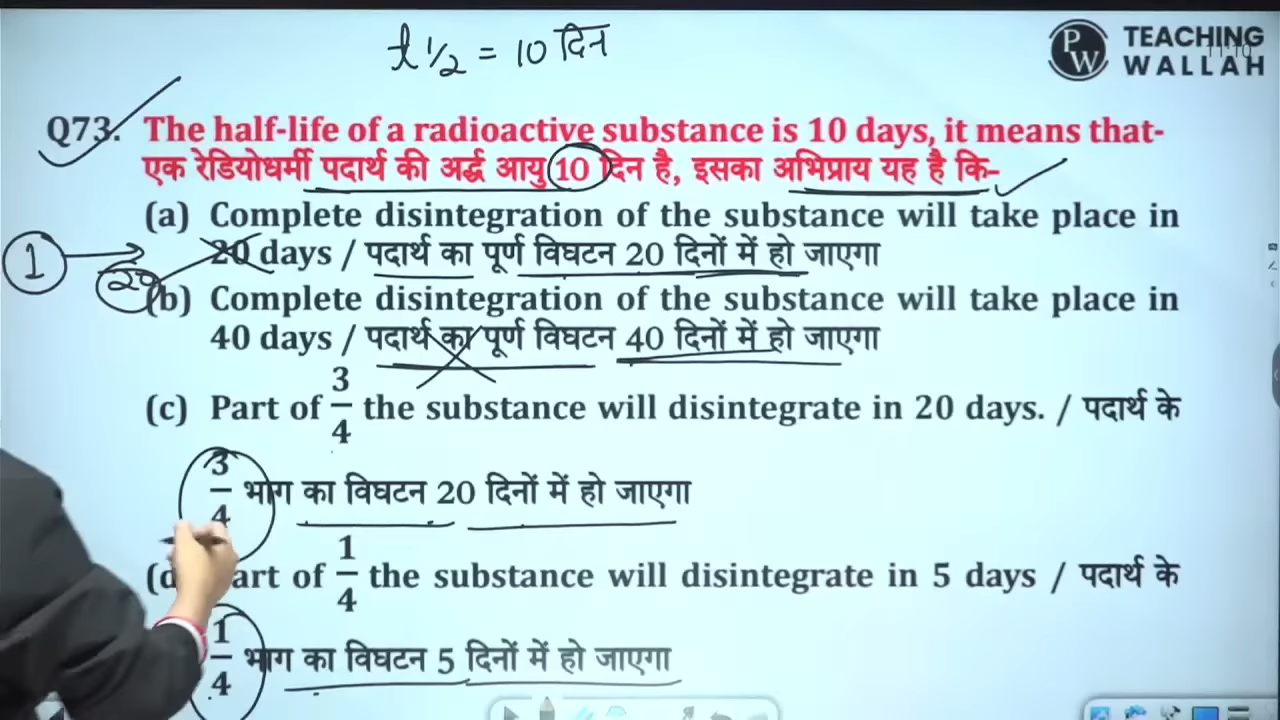 t 1/2 = 10 दिन
PW TEACHING WALLAH
11:10
Q73. The half-life of a radioactive substance is 10 days, it means that-
एक रेडियोधर्मी पदार्थ की अर्द्ध आयु 10 दिन है, इसका अभिप्राय यह है कि-
(a) Complete disintegration of the substance will take place in
20 days / पदार्थ का पूर्ण विघटन 20 दिनों में हो जाएगा
1
20
(b) Complete disintegration of the substance will take place in
40 days / पदार्थ का पूर्ण विघटन 40 दिनों में हो जाएगा
(c) Part of 3/4 the substance will disintegrate in 20 days. / पदार्थ के
3/4 भाग का विघटन 20 दिनों में हो जाएगा
(d) art of 1/4 the substance will disintegrate in 5 days / पदार्थ के
1/4 भाग का विघटन 5 दिनों में हो जाएगा